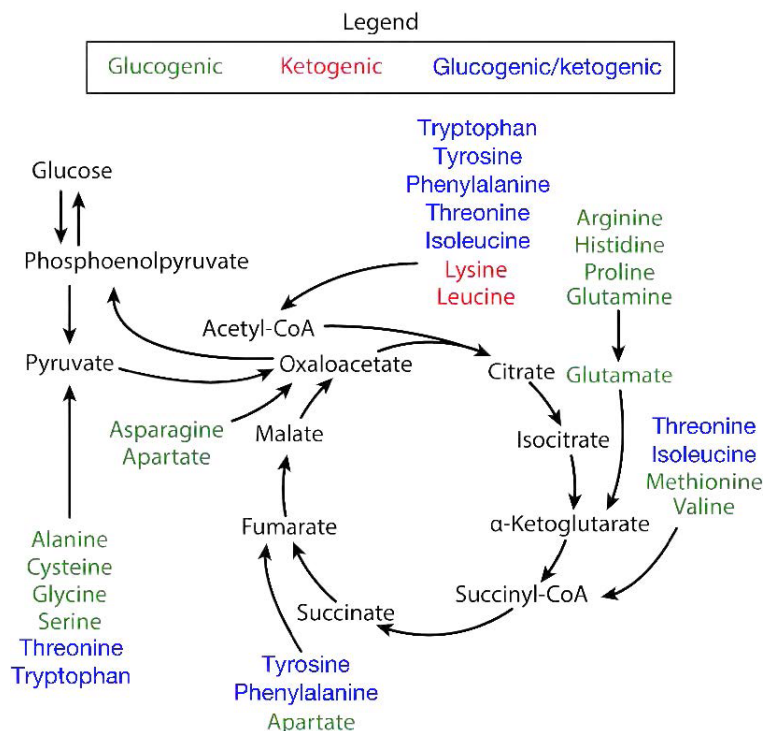 Legend
Glucogenic Ketogenic Glucogenic/ketogenic
Tryptophan
Tyrosine
Phenylalanine
Threonine
Isoleucine
Lysine
Leucine
Glucose
Phosphoenolpyruvate
Arginine
Histidine
Proline
Glutamine
Acetyl-CoA
Pyruvate
Oxaloacetate
Citrate
Glutamate
Asparagine
Apartate
Malate
Isocitrate
Threonine
Isoleucine
Methionine
Valine
Fumarate
α-Ketoglutarate
Alanine
Cysteine
Glycine
Serine
Threonine
Tryptophan
Succinate
Succinyl-CoA
Tyrosine
Phenylalanine
Apartate